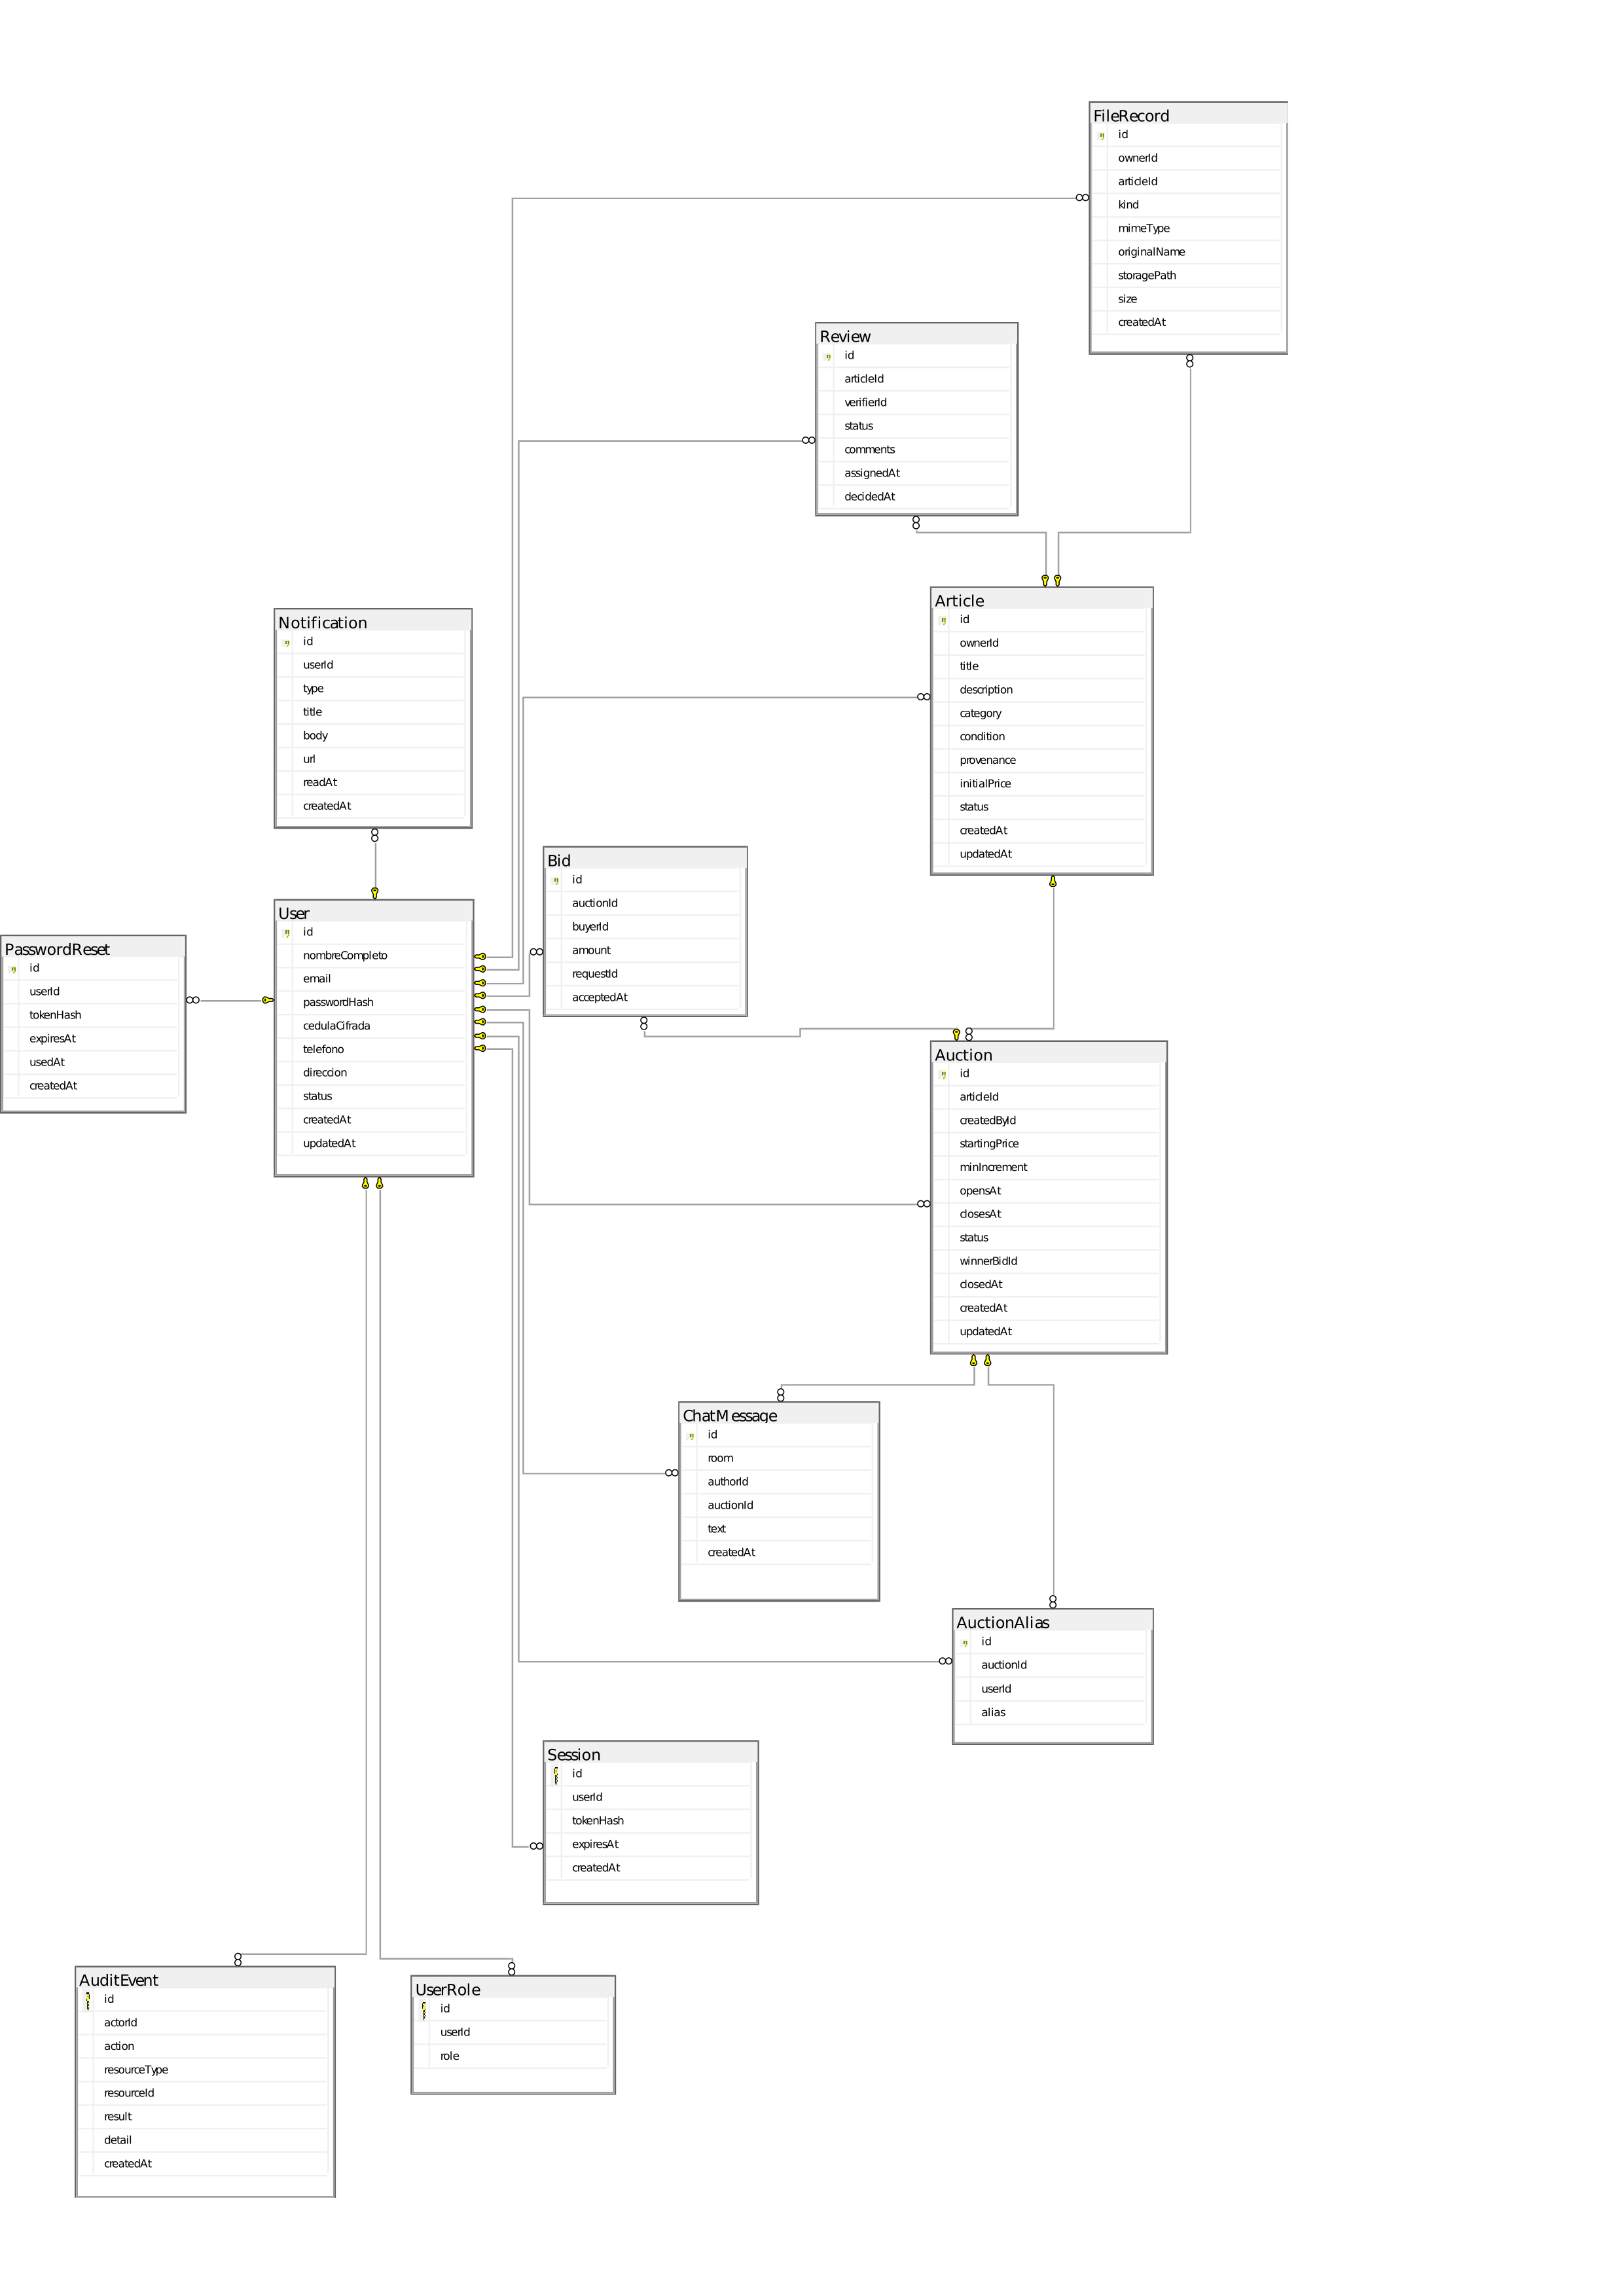 FileRecord
id
ownerId
articleId
kind
mimeType
originalName
storagePath
size
createdAt
Review
id
articleId
verifierId
status
comments
assignedAt
decidedAt
Article
id
ownerId
title
description
category
condition
provenance
initialPrice
status
createdAt
updatedAt
Notification
id
userId
type
title
body
url
readAt
createdAt
Bid
id
auctionId
buyerId
amount
requestId
acceptedAt
User
id
nombreCompleto
email
passwordHash
cedulaCifrada
telefono
direccion
status
createdAt
updatedAt
PasswordReset
id
userId
tokenHash
expiresAt
usedAt
createdAt
Auction
id
articleId
createdById
startingPrice
minIncrement
opensAt
closesAt
status
winnerBidId
closedAt
createdAt
updatedAt
ChatMessage
id
room
authorId
auctionId
text
createdAt
AuctionAlias
id
auctionId
userId
alias
Session
id
userId
tokenHash
expiresAt
createdAt
AuditEvent
id
actorId
action
resourceType
resourceId
result
detail
createdAt
UserRole
id
userId
role